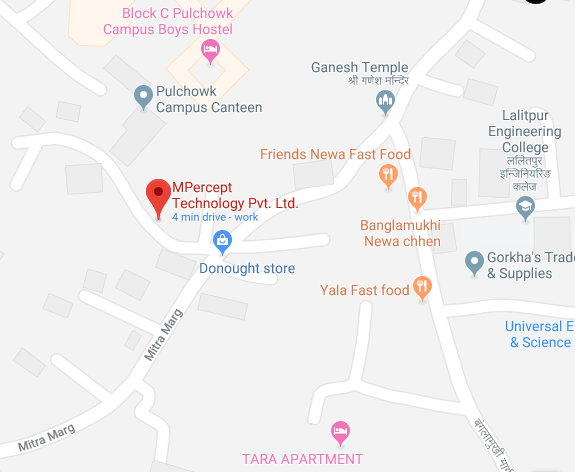 Block C Pulchowk
Campus Boys Hostel
Ganesh Temple
श्री गणेश मन्दिर
Pulchowk
Campus Canteen
Lalitpur
Engineering
College
ललितपुर
इन्जिनियरिङ
कलेज
Friends Newa Fast Food
MPercept
Technology Pvt. Ltd.
4 min drive - work
Banglamukhi
Newa chhen
Donought store
Gorkha's Trade
& Supplies
Yala Fast food
Mitra Marg
Universal E
& Science
Mitra Marg
बंगलामुखी
TARA APARTMENT